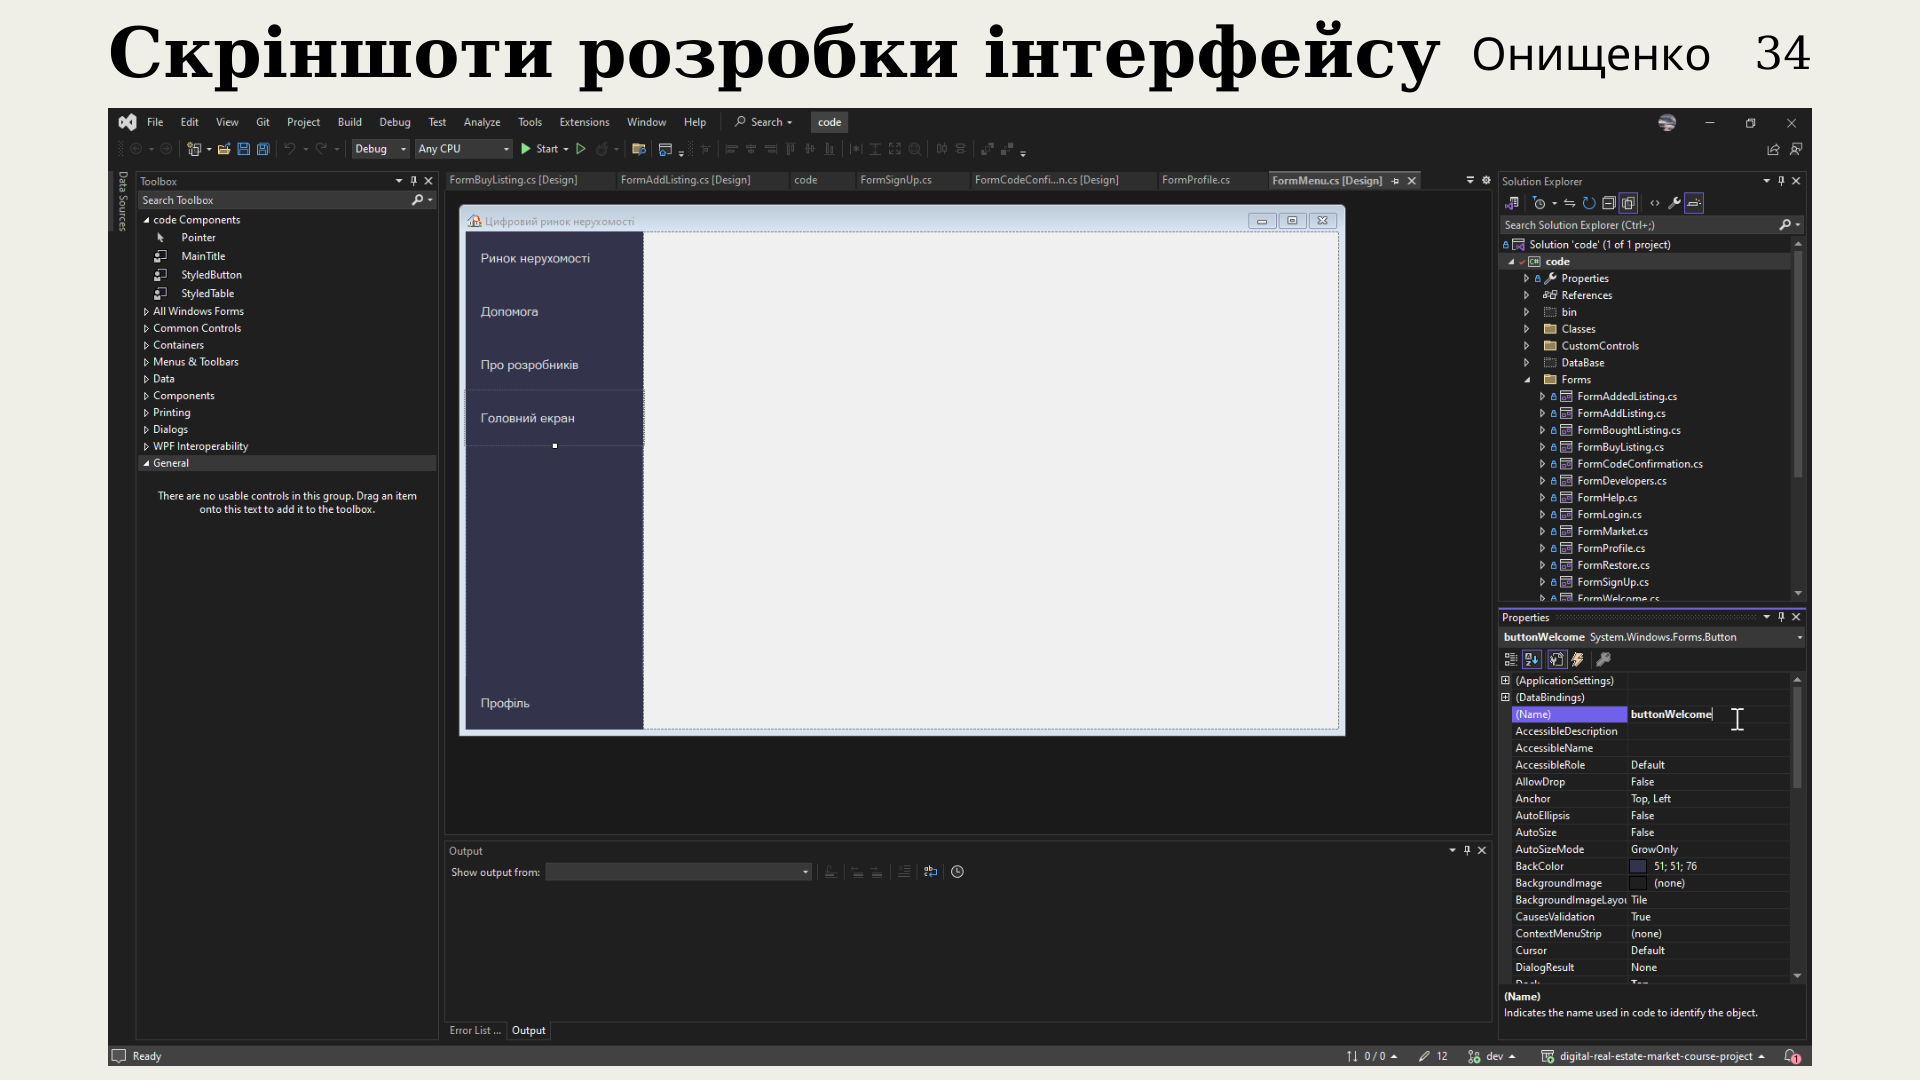 Скріншоти розробки інтерфейсу Онищенко 34
File Edit View Git Project Build Debug Test Analyze Tools Extensions Window Help Search code
Debug Any CPU Start
Data Sources
Toolbox
Search Toolbox
code Components
Pointer
MainTitle
StyledButton
StyledTable
All Windows Forms
Common Controls
Containers
Menus & Toolbars
Data
Components
Printing
Dialogs
WPF Interoperability
General
There are no usable controls in this group. Drag an item
onto this text to add it to the toolbox.
FormBuyListing.cs [Design] FormAddListing.cs [Design] code FormSignUp.cs FormCodeConfi...n.cs [Design] FormProfile.cs FormMenu.cs [Design]
Цифровий ринок нерухомості
Ринок нерухомості
Допомога
Про розробників
Головний екран
Профіль
Output
Show output from:
Error List ... Output
Solution Explorer
Search Solution Explorer (Ctrl+;)
Solution 'code' (1 of 1 project)
code
Properties
References
bin
Classes
CustomControls
DataBase
Forms
FormAddedListing.cs
FormAddListing.cs
FormBoughtListing.cs
FormBuyListing.cs
FormCodeConfirmation.cs
FormDevelopers.cs
FormHelp.cs
FormLogin.cs
FormMarket.cs
FormProfile.cs
FormRestore.cs
FormSignUp.cs
FormWelcome.cs
Properties
buttonWelcome System.Windows.Forms.Button
(ApplicationSettings)
(DataBindings)
(Name) buttonWelcome
AccessibleDescription
AccessibleName
AccessibleRole Default
AllowDrop False
Anchor Top, Left
AutoEllipsis False
AutoSize False
AutoSizeMode GrowOnly
BackColor 51; 51; 76
BackgroundImage (none)
BackgroundImageLayou Tile
CausesValidation True
ContextMenuStrip (none)
Cursor Default
DialogResult None
Dock Top
(Name)
Indicates the name used in code to identify the object.
Ready 0 / 0 12 dev digital-real-estate-market-course-project 1